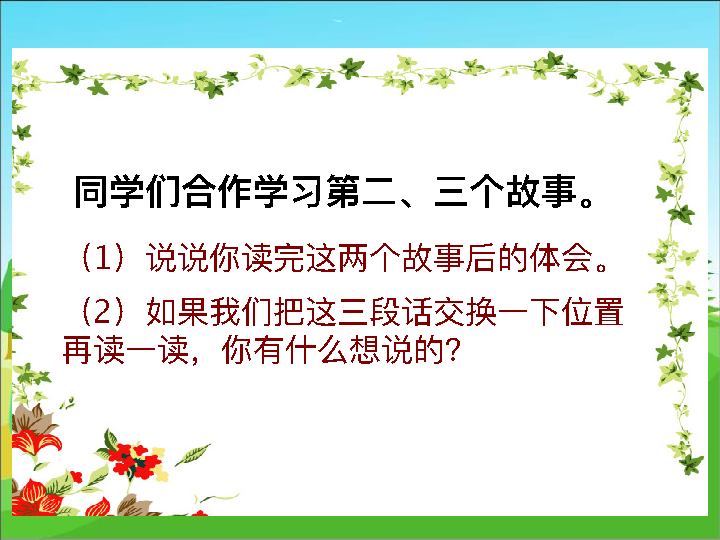 同学们合作学习第二、三个故事。
（1）说说你读完这两个故事后的体会。
（2）如果我们把这三段话交换一下位置
再读一读，你有什么想说的？